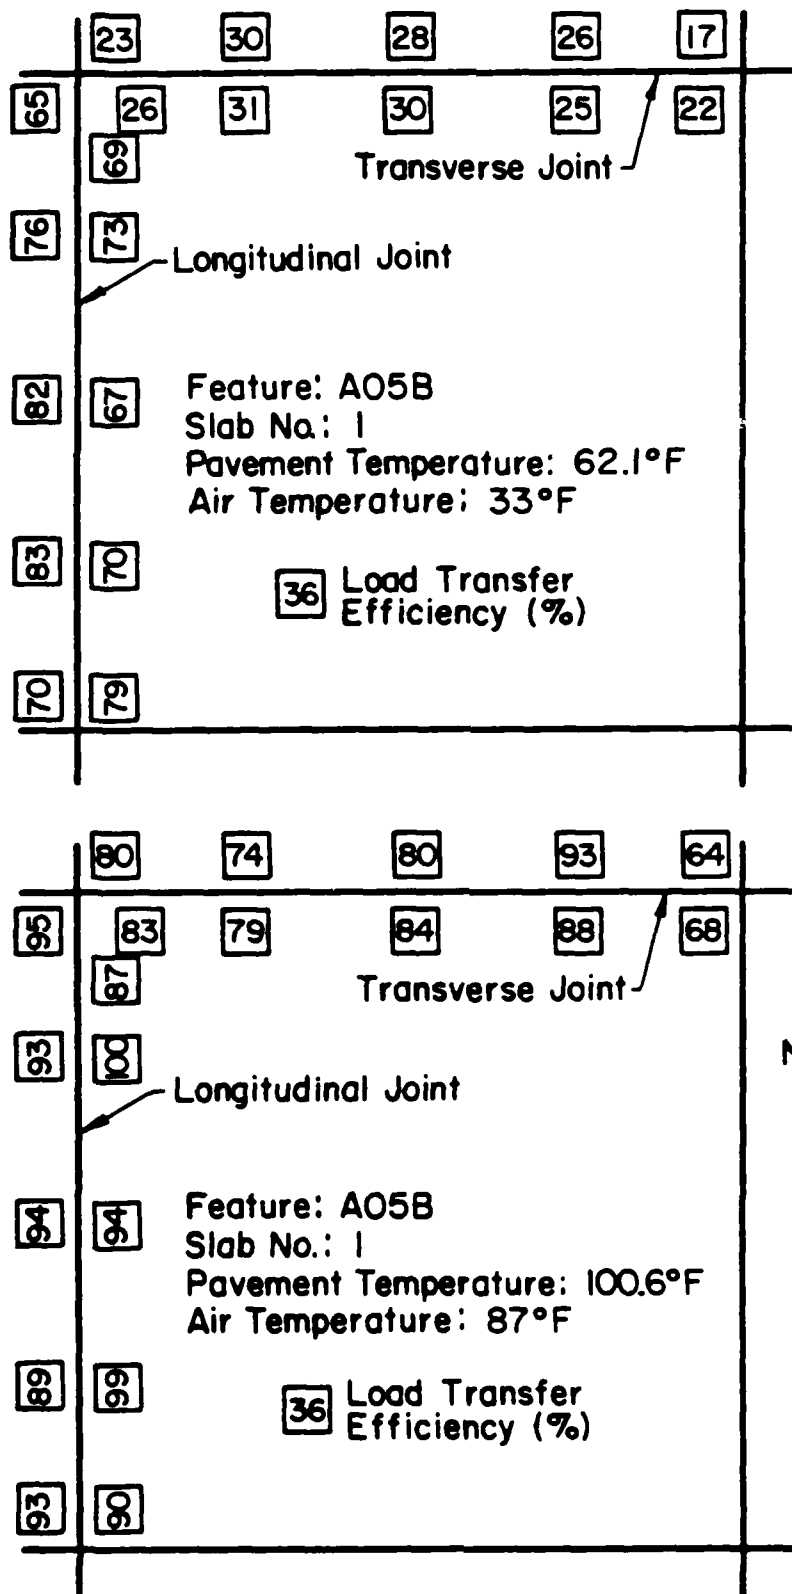 23 30 28 26 17
65 26 31 30 25 22
69
Transverse Joint
76 73
Longitudinal Joint
82 67
Feature: A05B
Slab No.: 1
Pavement Temperature: 62.1°F
Air Temperature: 33°F
83 70
36 Load Transfer
Efficiency (%)
70 79
80 74 80 93 64
95 83 79 84 88 68
87
Transverse Joint
93 100
Longitudinal Joint
94 94
Feature: A05B
Slab No.: 1
Pavement Temperature: 100.6°F
Air Temperature: 87°F
89 99
36 Load Transfer
Efficiency (%)
93 90